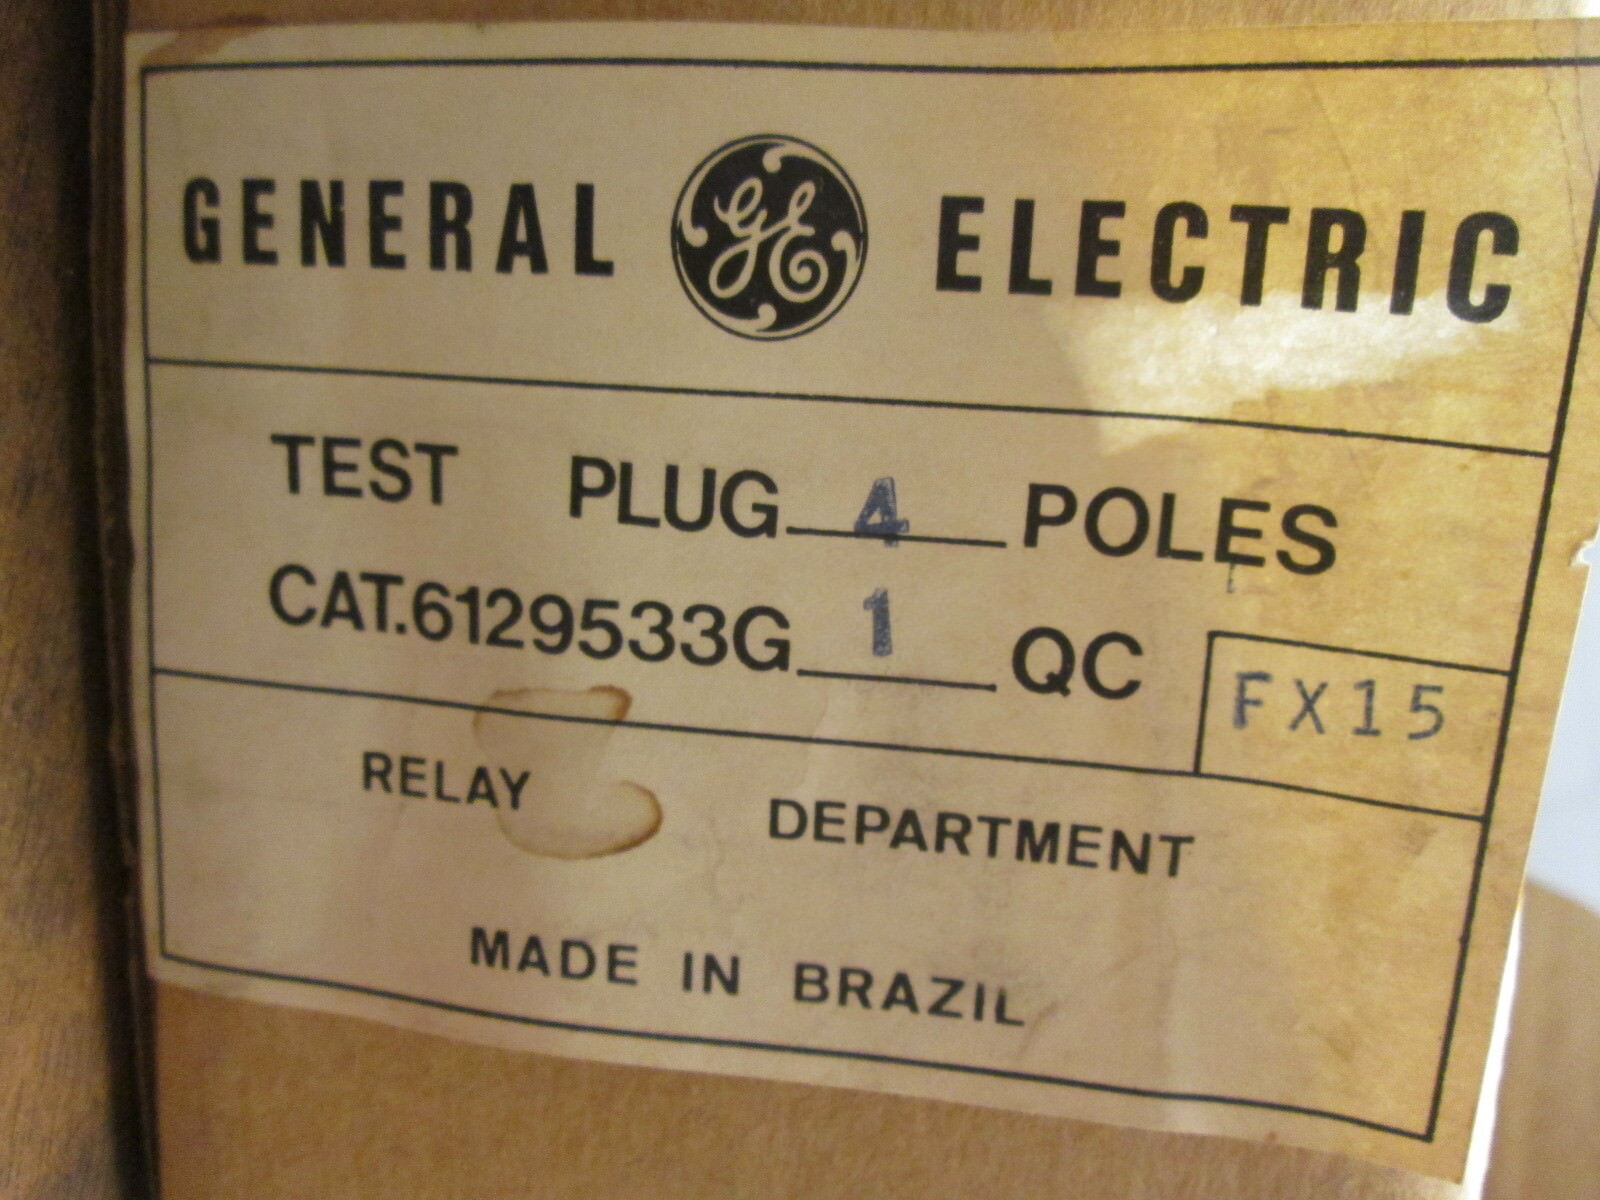 GENERAL GE ELECTRIC
TEST PLUG 4 POLES
CAT.6129533G 1 QC FX15
RELAY DEPARTMENT
MADE IN BRAZIL